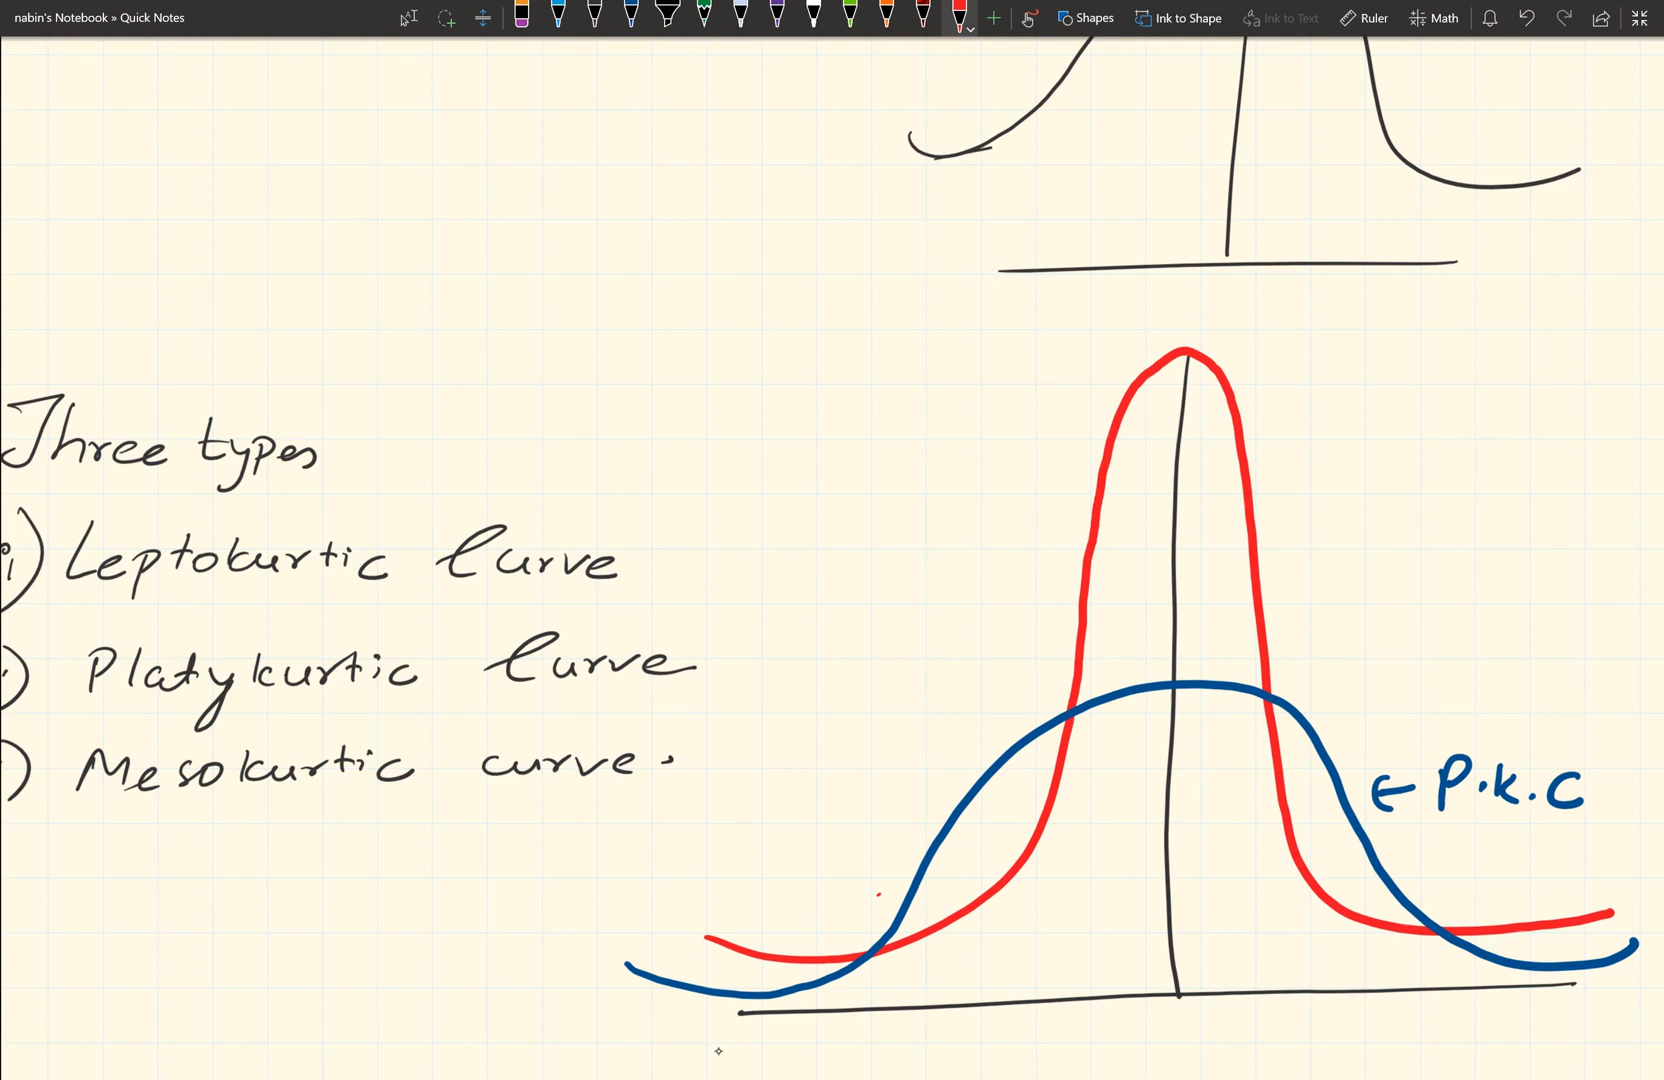 nabin's Notebook » Quick Notes
Shapes
Ink to Shape
Ink to Text
Ruler
Math
Three types
i) Leptokurtic Curve
) Platykurtic Curve
) Mesokurtic curve.
← P.k.C